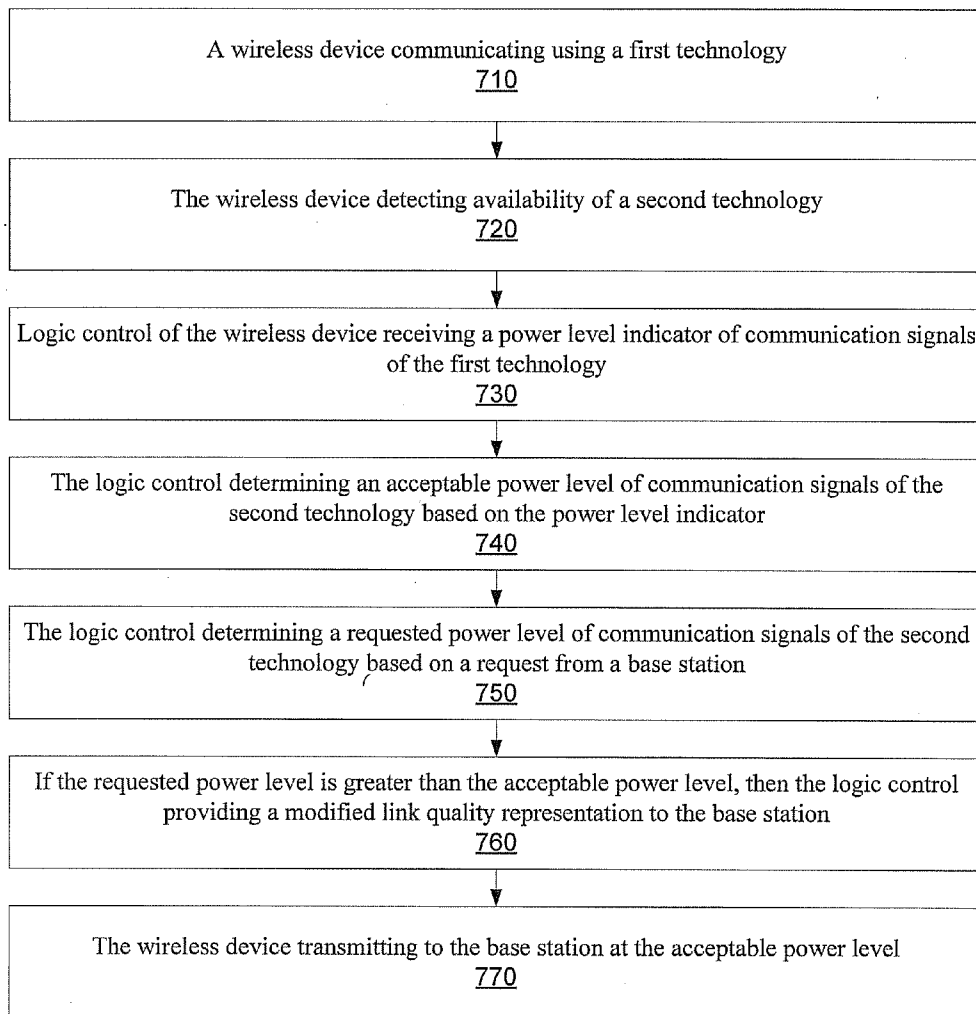 A wireless device communicating using a first technology
710
The wireless device detecting availability of a second technology
720
Logic control of the wireless device receiving a power level indicator of communication signals
of the first technology
730
The logic control determining an acceptable power level of communication signals of the
second technology based on the power level indicator
740
The logic control determining a requested power level of communication signals of the second
technology based on a request from a base station
750
If the requested power level is greater than the acceptable power level, then the logic control
providing a modified link quality representation to the base station
760
The wireless device transmitting to the base station at the acceptable power level
770